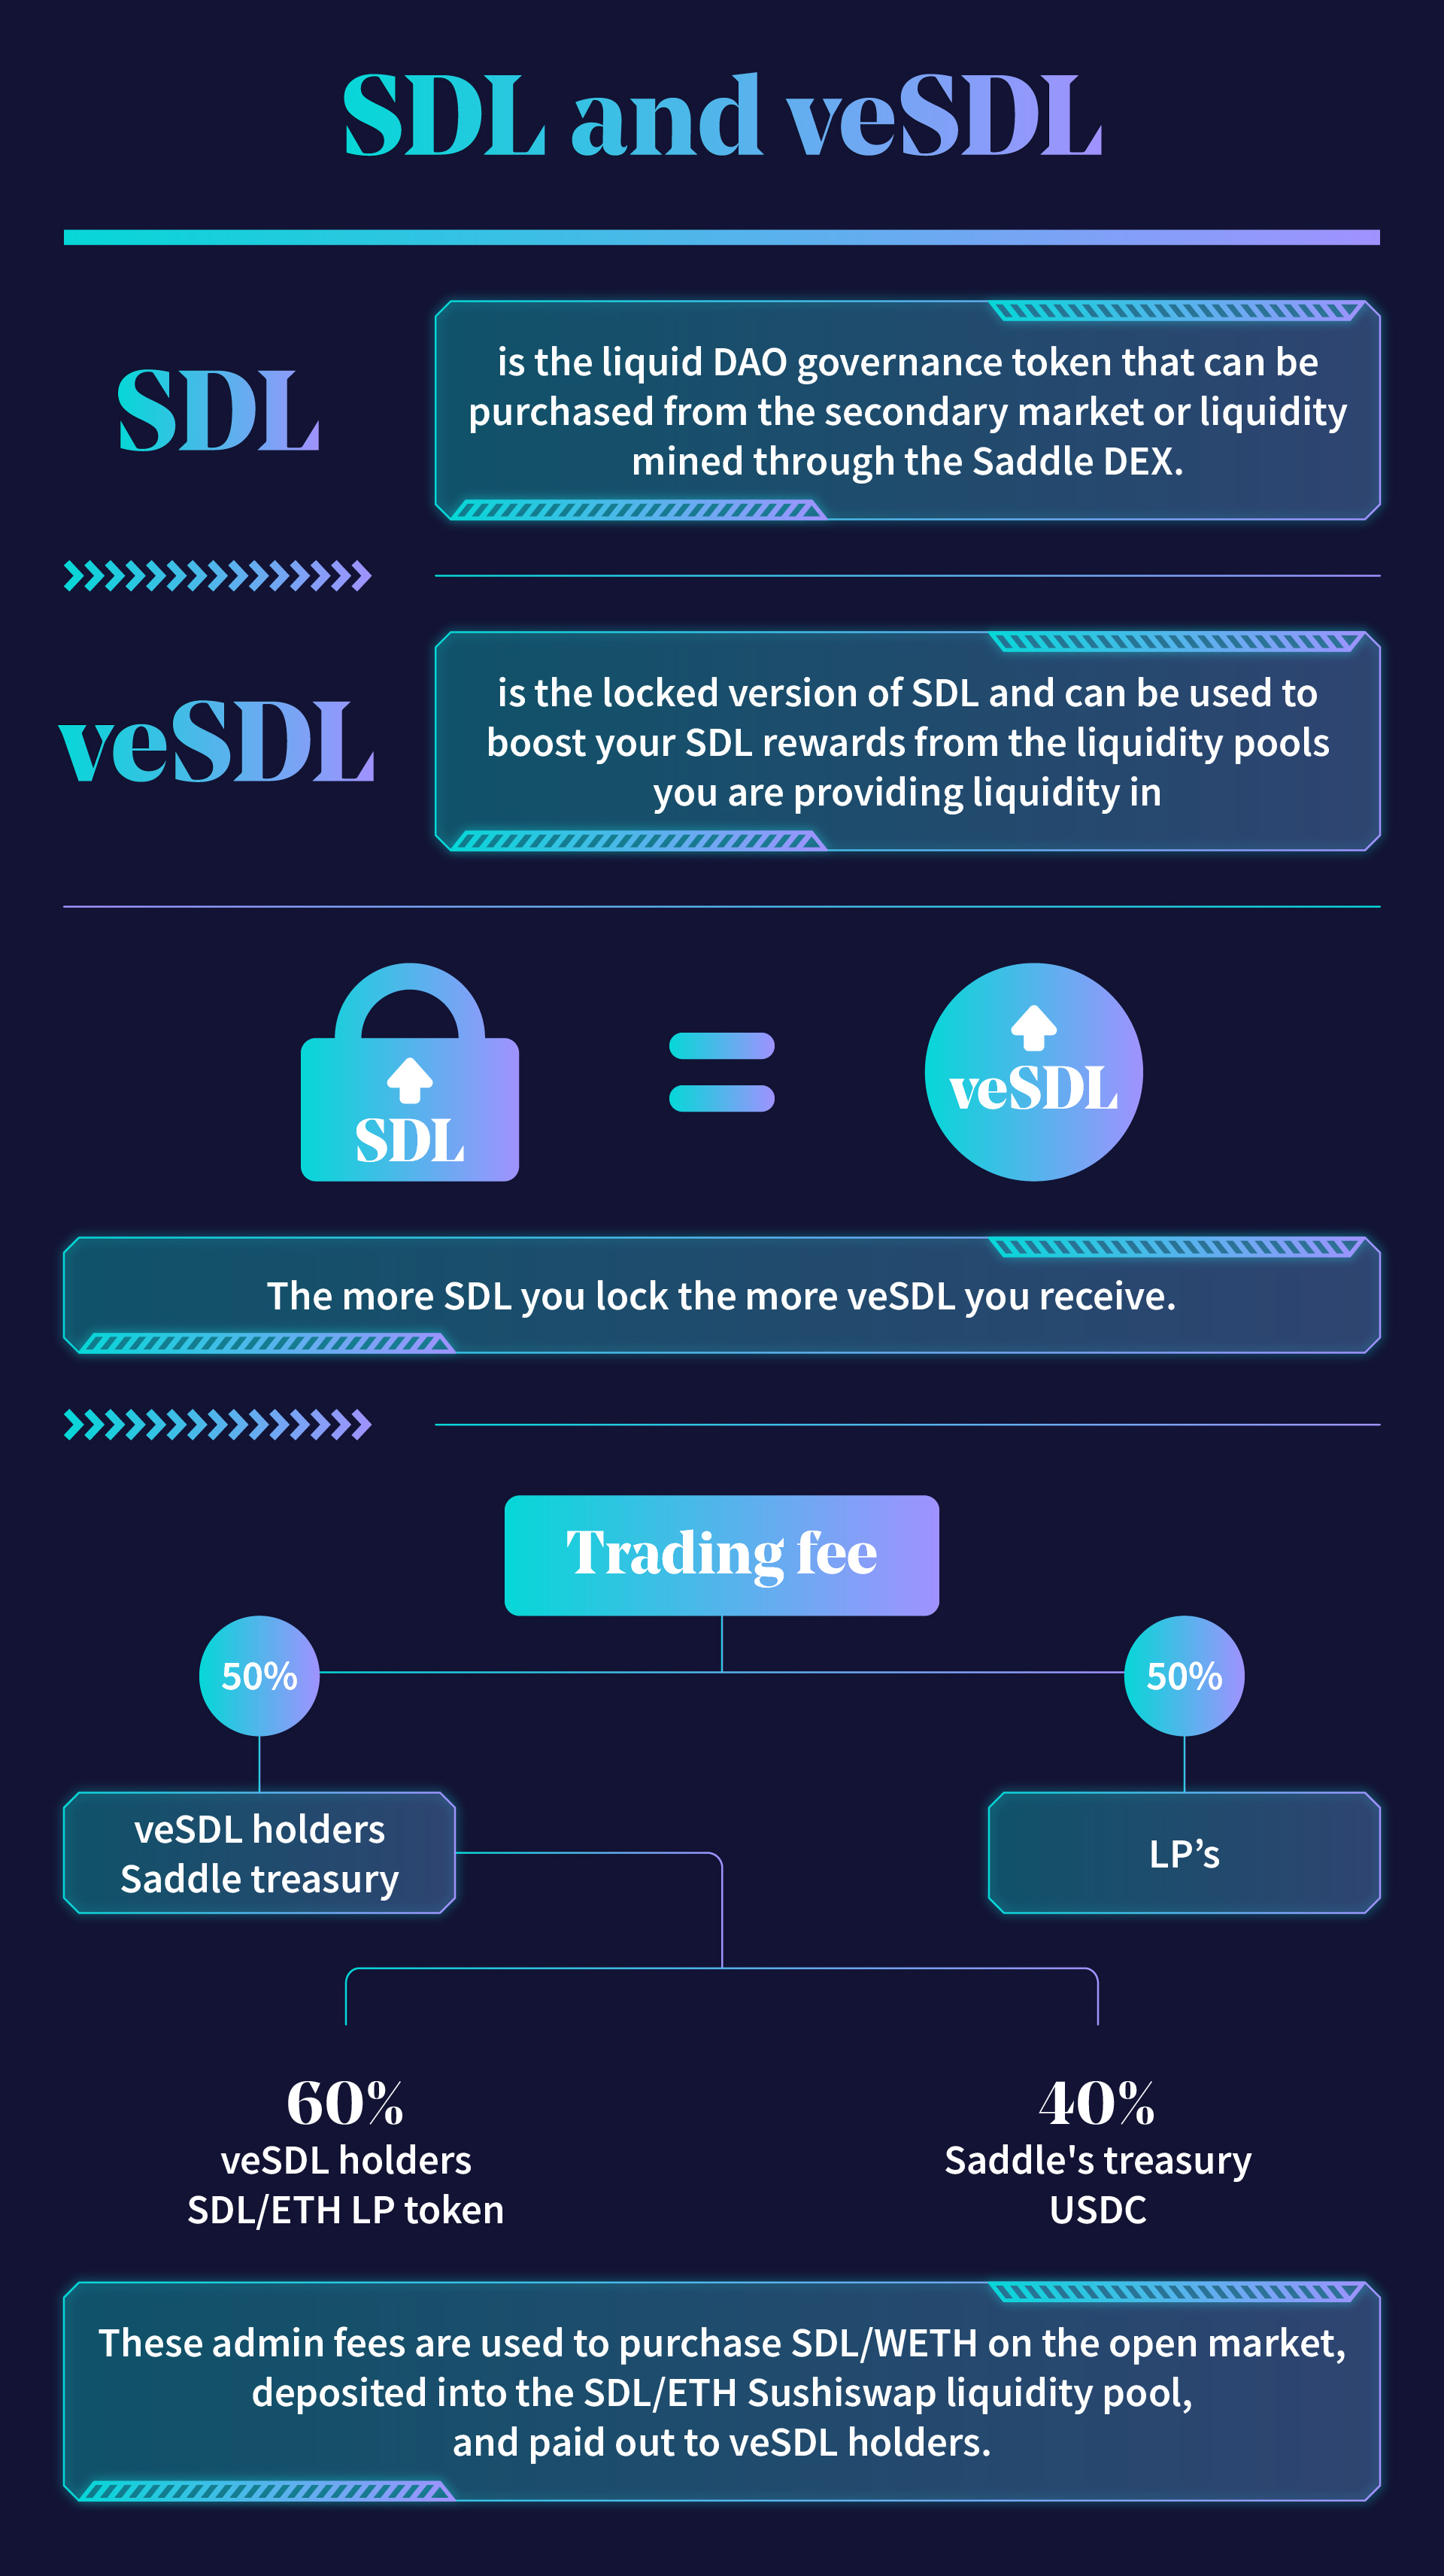 SDL and veSDL
SDL
is the liquid DAO governance token that can be
purchased from the secondary market or liquidity
mined through the Saddle DEX.
veSDL
is the locked version of SDL and can be used to
boost your SDL rewards from the liquidity pools
you are providing liquidity in
SDL
veSDL
The more SDL you lock the more veSDL you receive.
Trading fee
50%
50%
veSDL holders
Saddle treasury
LP’s
60%
veSDL holders
SDL/ETH LP token
40%
Saddle's treasury
USDC
These admin fees are used to purchase SDL/WETH on the open market,
deposited into the SDL/ETH Sushiswap liquidity pool,
and paid out to veSDL holders.